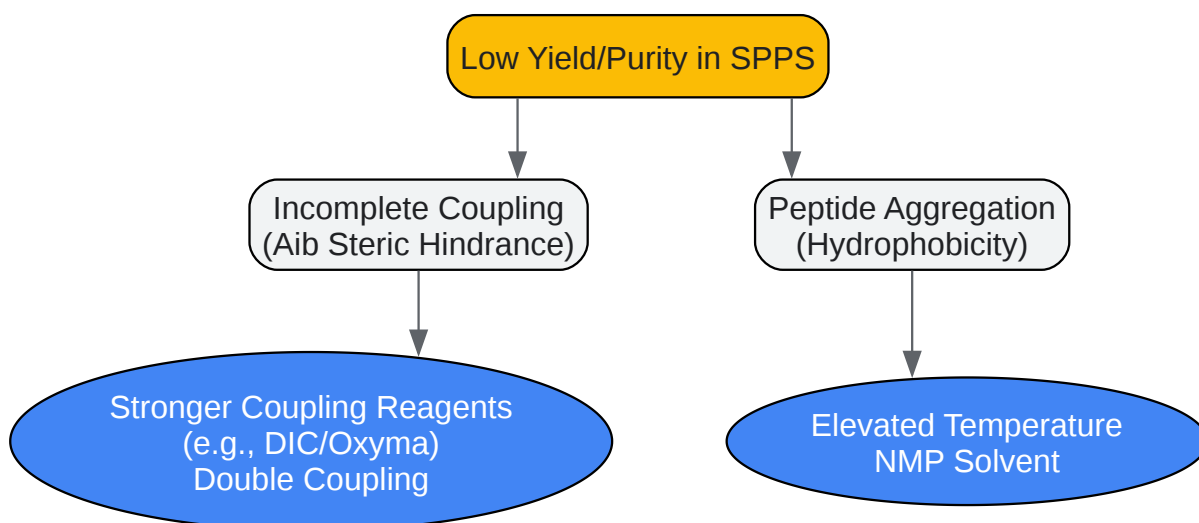 Low Yield/Purity in SPPS
Incomplete Coupling
(Aib Steric Hindrance)
Peptide Aggregation
(Hydrophobicity)
Stronger Coupling Reagents
(e.g., DIC/Oxyma)
Double Coupling
Elevated Temperature
NMP Solvent